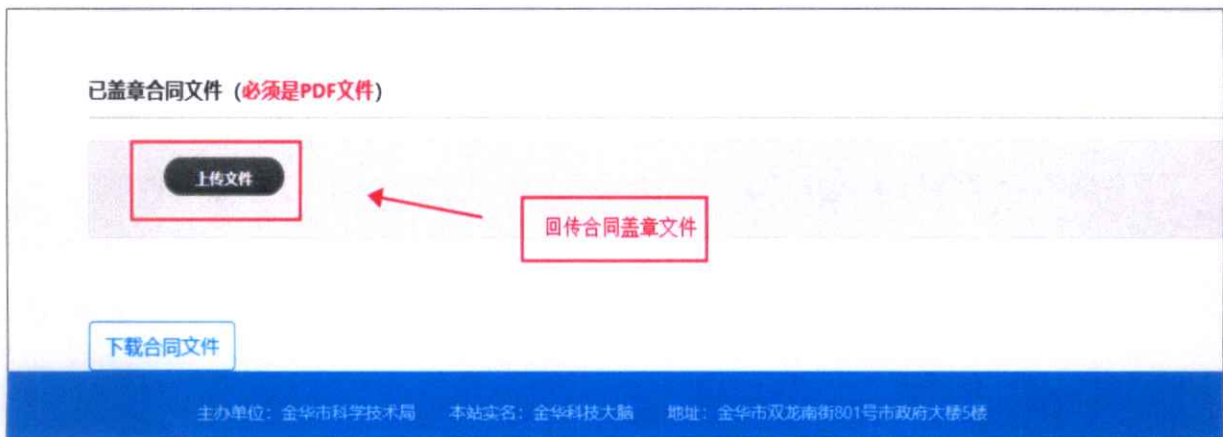 已盖章合同文件（必须是PDF文件）
上传文件
回传合同盖章文件
下载合同文件
主办单位：金华市科学技术局 本站实名：金华科技大脑 地址：金华市双龙南街801号市政府大楼5楼